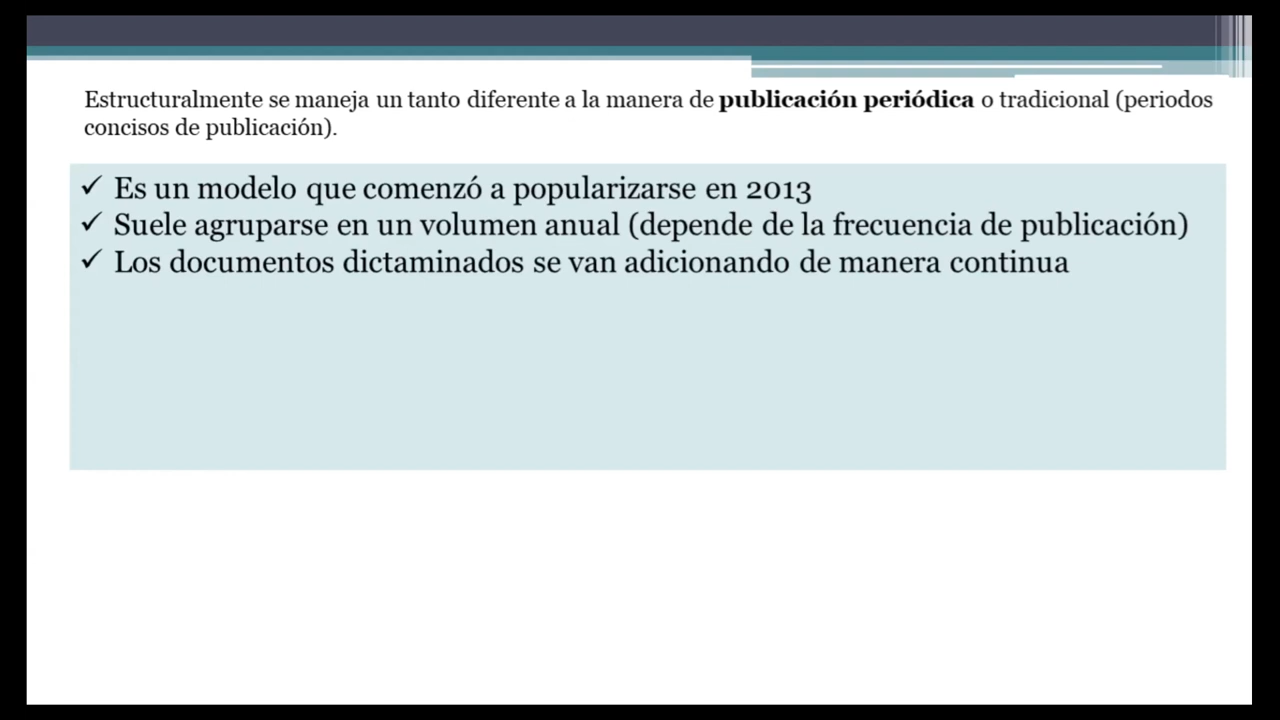 Estructuralmente se maneja un tanto diferente a la manera de publicación periódica o tradicional (periodos
concisos de publicación).
✓ Es un modelo que comenzó a popularizarse en 2013
✓ Suele agruparse en un volumen anual (depende de la frecuencia de publicación)
✓ Los documentos dictaminados se van adicionando de manera continua